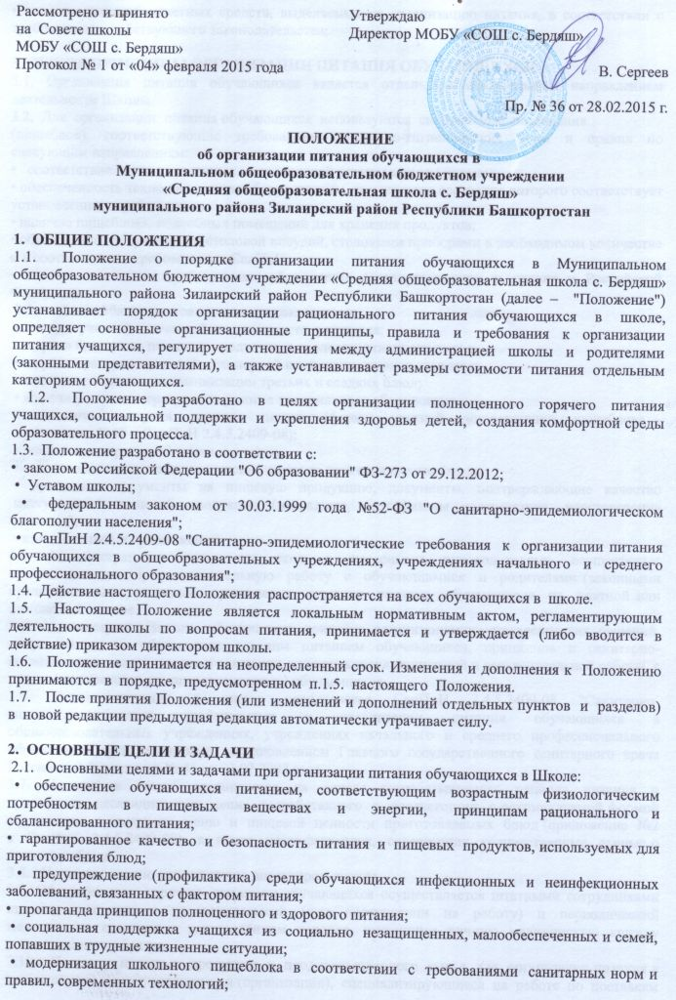 Рассмотрено и принято
на Совете школы
МОБУ «СОШ с. Бердяш»
Протокол № 1 от «04» февраля 2015 года
Утверждаю
Директор МОБУ «СОШ с. Бердяш»
В. Сергеев
Пр. № 36 от 28.02.2015 г.
ПОЛОЖЕНИЕ
об организации питания обучающихся в
Муниципальном общеобразовательном бюджетном учреждении
«Средняя общеобразовательная школа с. Бердяш»
муниципального района Зилаирский район Республики Башкортостан
1. ОБЩИЕ ПОЛОЖЕНИЯ
1.1. Положение о порядке организации питания обучающихся в Муниципальном
общеобразовательном бюджетном учреждении «Средняя общеобразовательная школа с. Бердяш»
муниципального района Зилаирский район Республики Башкортостан (далее – "Положение")
устанавливает порядок организации рационального питания обучающихся в школе,
определяет основные организационные принципы, правила и требования к организации
питания учащихся, регулирует отношения между администрацией школы и родителями
(законными представителями), а также устанавливает размеры стоимости питания отдельным
категориям обучающихся.
1.2. Положение разработано в целях организации полноценного горячего питания
учащихся, социальной поддержки и укрепления здоровья детей, создания комфортной среды
образовательного процесса.
1.3. Положение разработано в соответствии с:
• законом Российской Федерации "Об образовании" ФЗ-273 от 29.12.2012;
• Уставом школы;
• федеральным законом от 30.03.1999 года №52-ФЗ "О санитарно-эпидемиологическом
благополучии населения";
• СанПиН 2.4.5.2409-08 "Санитарно-эпидемиологические требования к организации питания
обучающихся в общеобразовательных учреждениях, учреждениях начального и среднего
профессионального образования";
1.4. Действие настоящего Положения распространяется на всех обучающихся в школе.
1.5. Настоящее Положение является локальным нормативным актом, регламентирующим
деятельность школы по вопросам питания, принимается и утверждается (либо вводится в
действие) приказом директором школы.
1.6. Положение принимается на неопределенный срок. Изменения и дополнения к Положению
принимаются в порядке, предусмотренном п.1.5. настоящего Положения.
1.7. После принятия Положения (или изменений и дополнений отдельных пунктов и разделов)
в новой редакции предыдущая редакция автоматически утрачивает силу.
2. ОСНОВНЫЕ ЦЕЛИ И ЗАДАЧИ
2.1. Основными целями и задачами при организации питания обучающихся в Школе:
• обеспечение обучающихся питанием, соответствующим возрастным физиологическим
потребностям в пищевых веществах и энергии, принципам рационального и
сбалансированного питания;
• гарантированное качество и безопасность питания и пищевых продуктов, используемых для
приготовления блюд;
• предупреждение (профилактика) среди обучающихся инфекционных и неинфекционных
заболеваний, связанных с фактором питания;
• пропаганда принципов полноценного и здорового питания;
• социальная поддержка учащихся из социально незащищенных, малообеспеченных и семей,
попавших в трудные жизненные ситуации;
• модернизация школьного пищеблока в соответствии с требованиями санитарных норм и
правил, современных технологий;